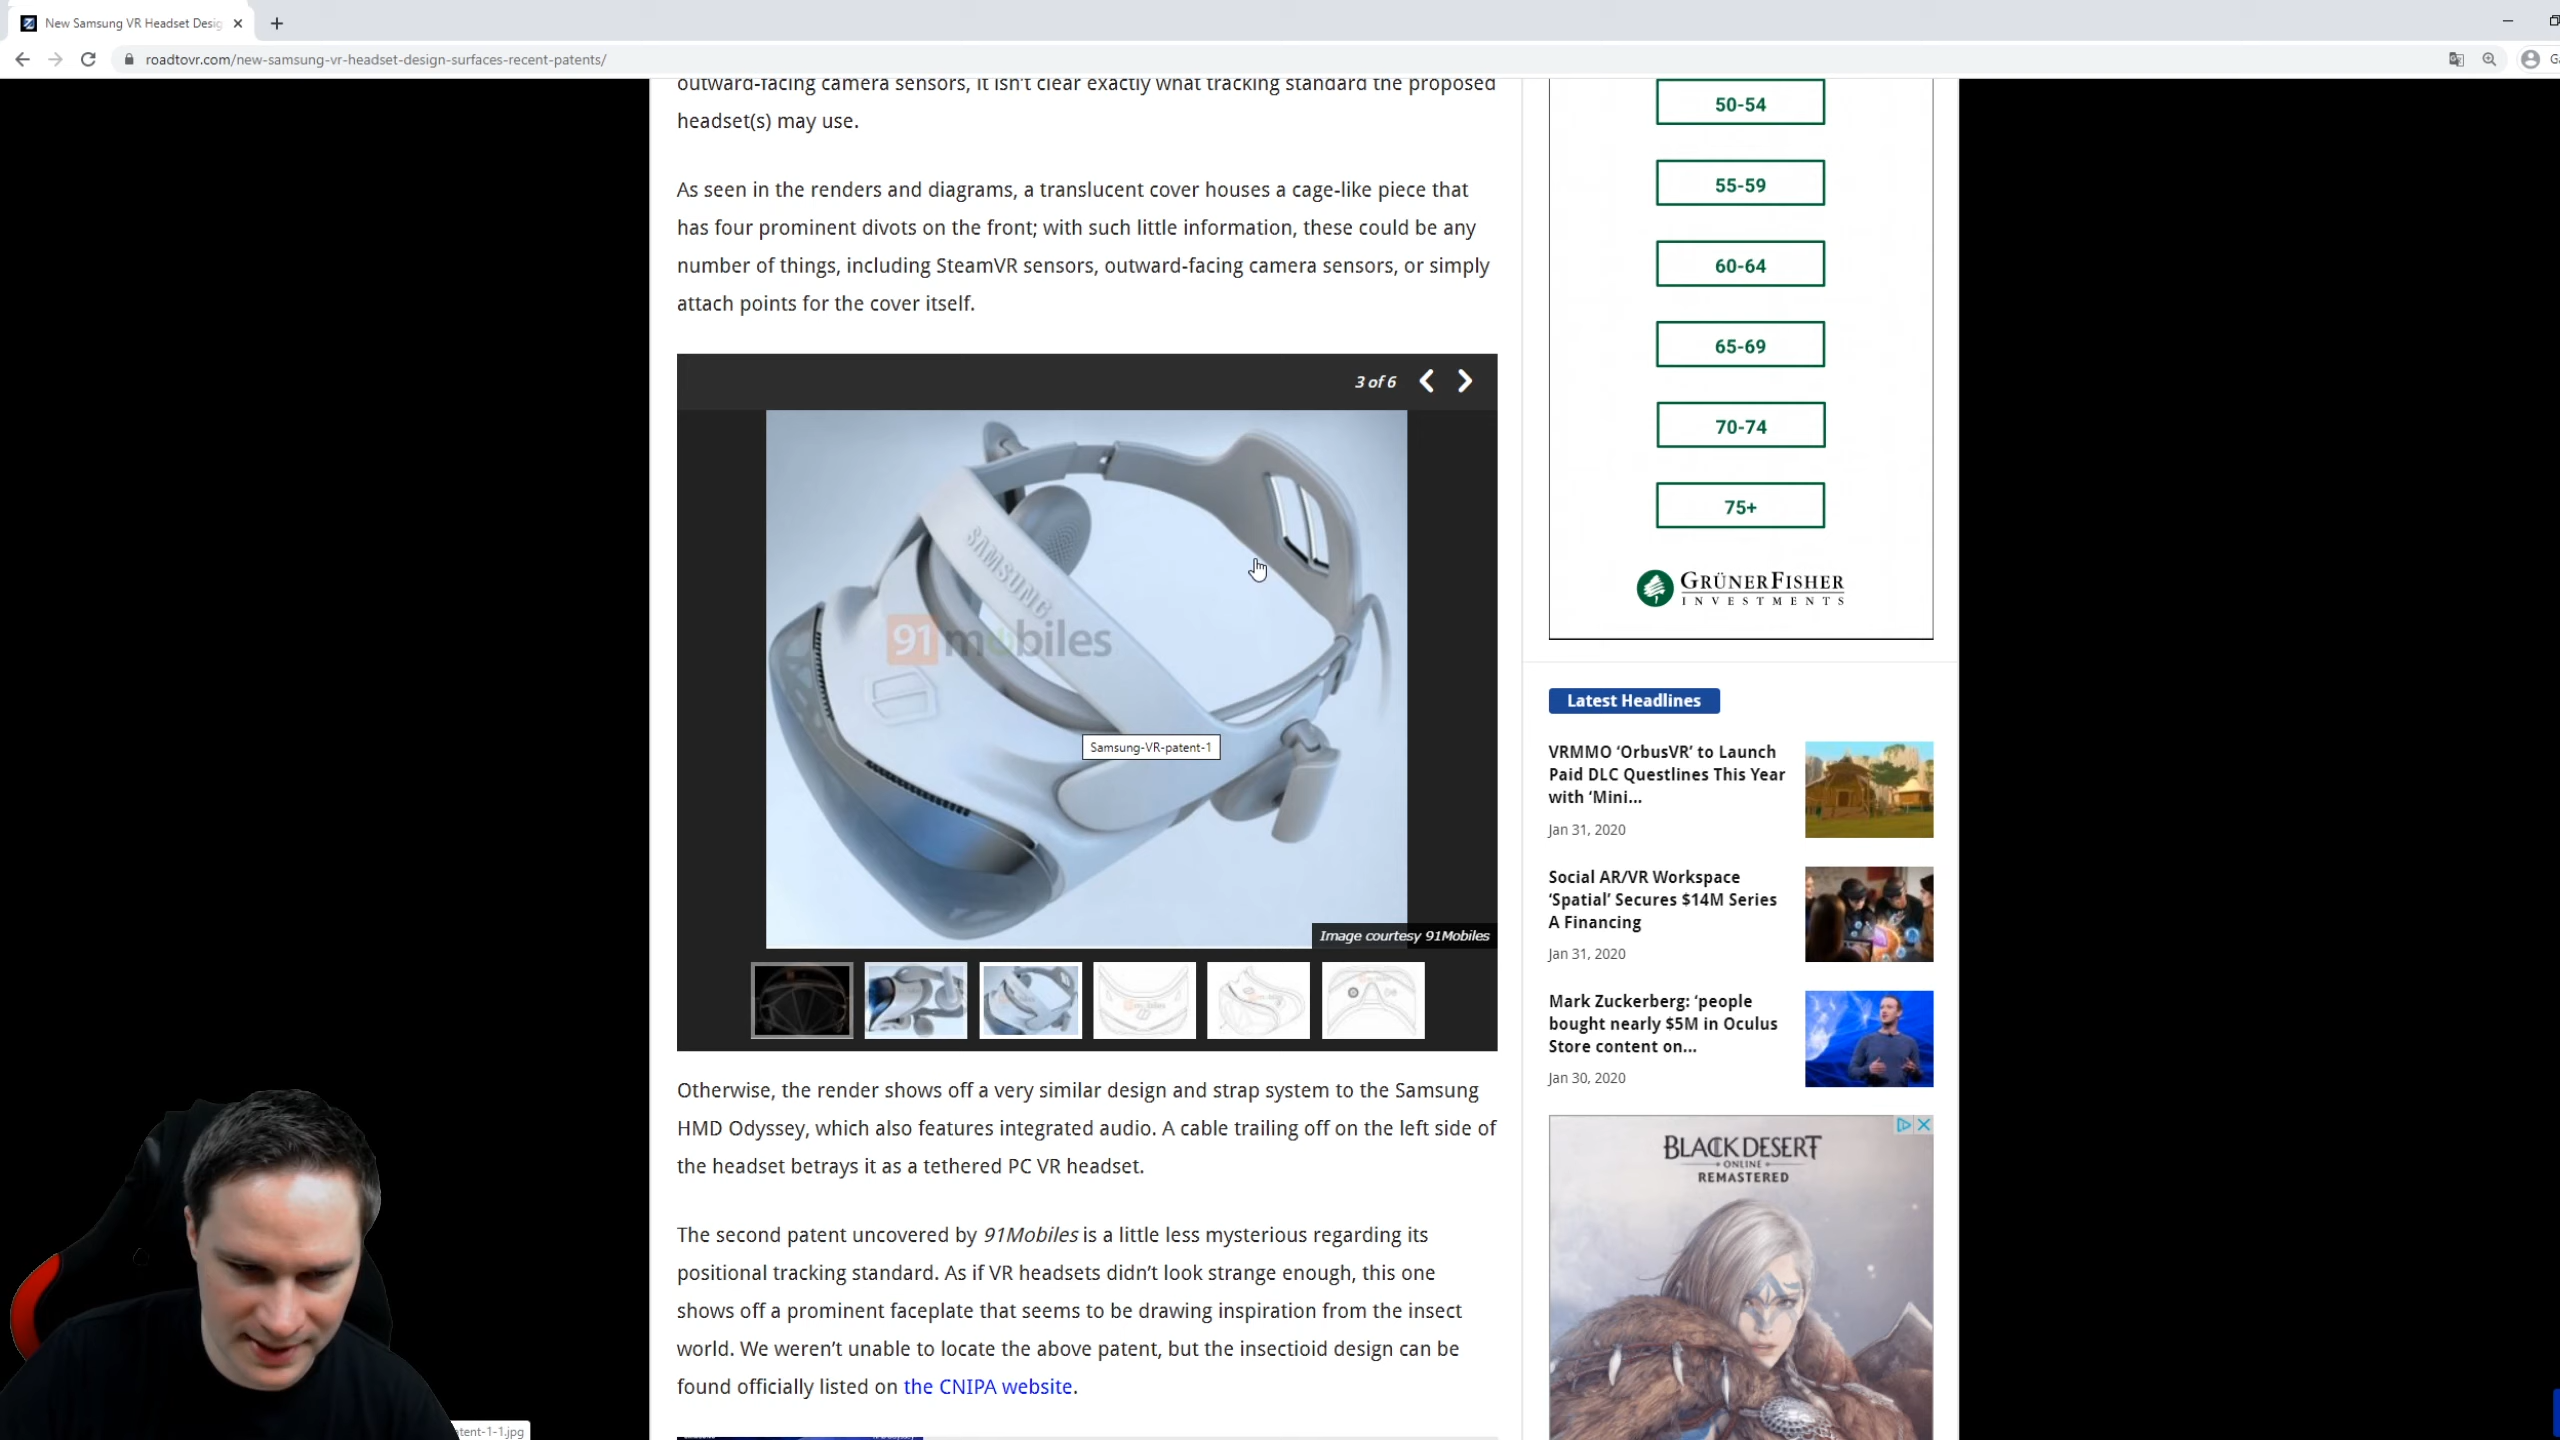 New Samsung VR Headset Desig
roadtovr.com/new-samsung-vr-headset-design-surfaces-recent-patents/
outward-facing camera sensors, it isn't clear exactly what tracking standard the proposed
headset(s) may use.
As seen in the renders and diagrams, a translucent cover houses a cage-like piece that
has four prominent divots on the front; with such little information, these could be any
number of things, including SteamVR sensors, outward-facing camera sensors, or simply
attach points for the cover itself.
3 of 6
SAMSUNG
91mobiles
Samsung-VR-patent-1
Image courtesy 91Mobiles
Otherwise, the render shows off a very similar design and strap system to the Samsung
HMD Odyssey, which also features integrated audio. A cable trailing off on the left side of
the headset betrays it as a tethered PC VR headset.
The second patent uncovered by 91Mobiles is a little less mysterious regarding its
positional tracking standard. As if VR headsets didn't look strange enough, this one
shows off a prominent faceplate that seems to be drawing inspiration from the insect
world. We weren't unable to locate the above patent, but the insectioid design can be
found officially listed on the CNIPA website.
50-54
55-59
60-64
65-69
70-74
75+
GRÜNER FISHER
INVESTMENTS
Latest Headlines
VRMMO 'OrbusVR' to Launch
Paid DLC Questlines This Year
with 'Mini...
Jan 31, 2020
Social AR/VR Workspace
'Spatial' Secures $14M Series
A Financing
Jan 31, 2020
Mark Zuckerberg: 'people
bought nearly $5M in Oculus
Store content on...
Jan 30, 2020
BLACK DESERT
ONLINE
REMASTERED
tent-1-1.jpg